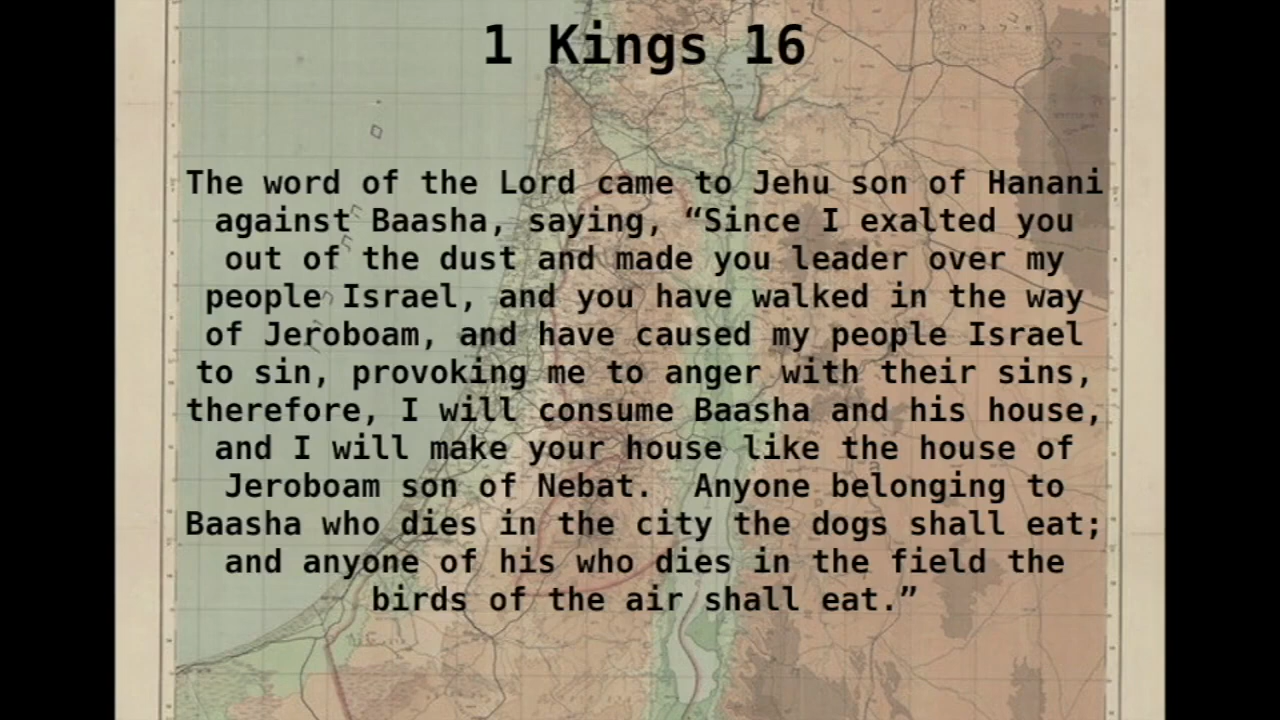 1 Kings 16
The word of the Lord came to Jehu son of Hanani
against Baasha, saying, “Since I exalted you
out of the dust and made you leader over my
people Israel, and you have walked in the way
of Jeroboam, and have caused my people Israel
to sin, provoking me to anger with their sins,
therefore, I will consume Baasha and his house,
and I will make your house like the house of
Jeroboam son of Nebat.  Anyone belonging to
Baasha who dies in the city the dogs shall eat;
and anyone of his who dies in the field the
birds of the air shall eat.”